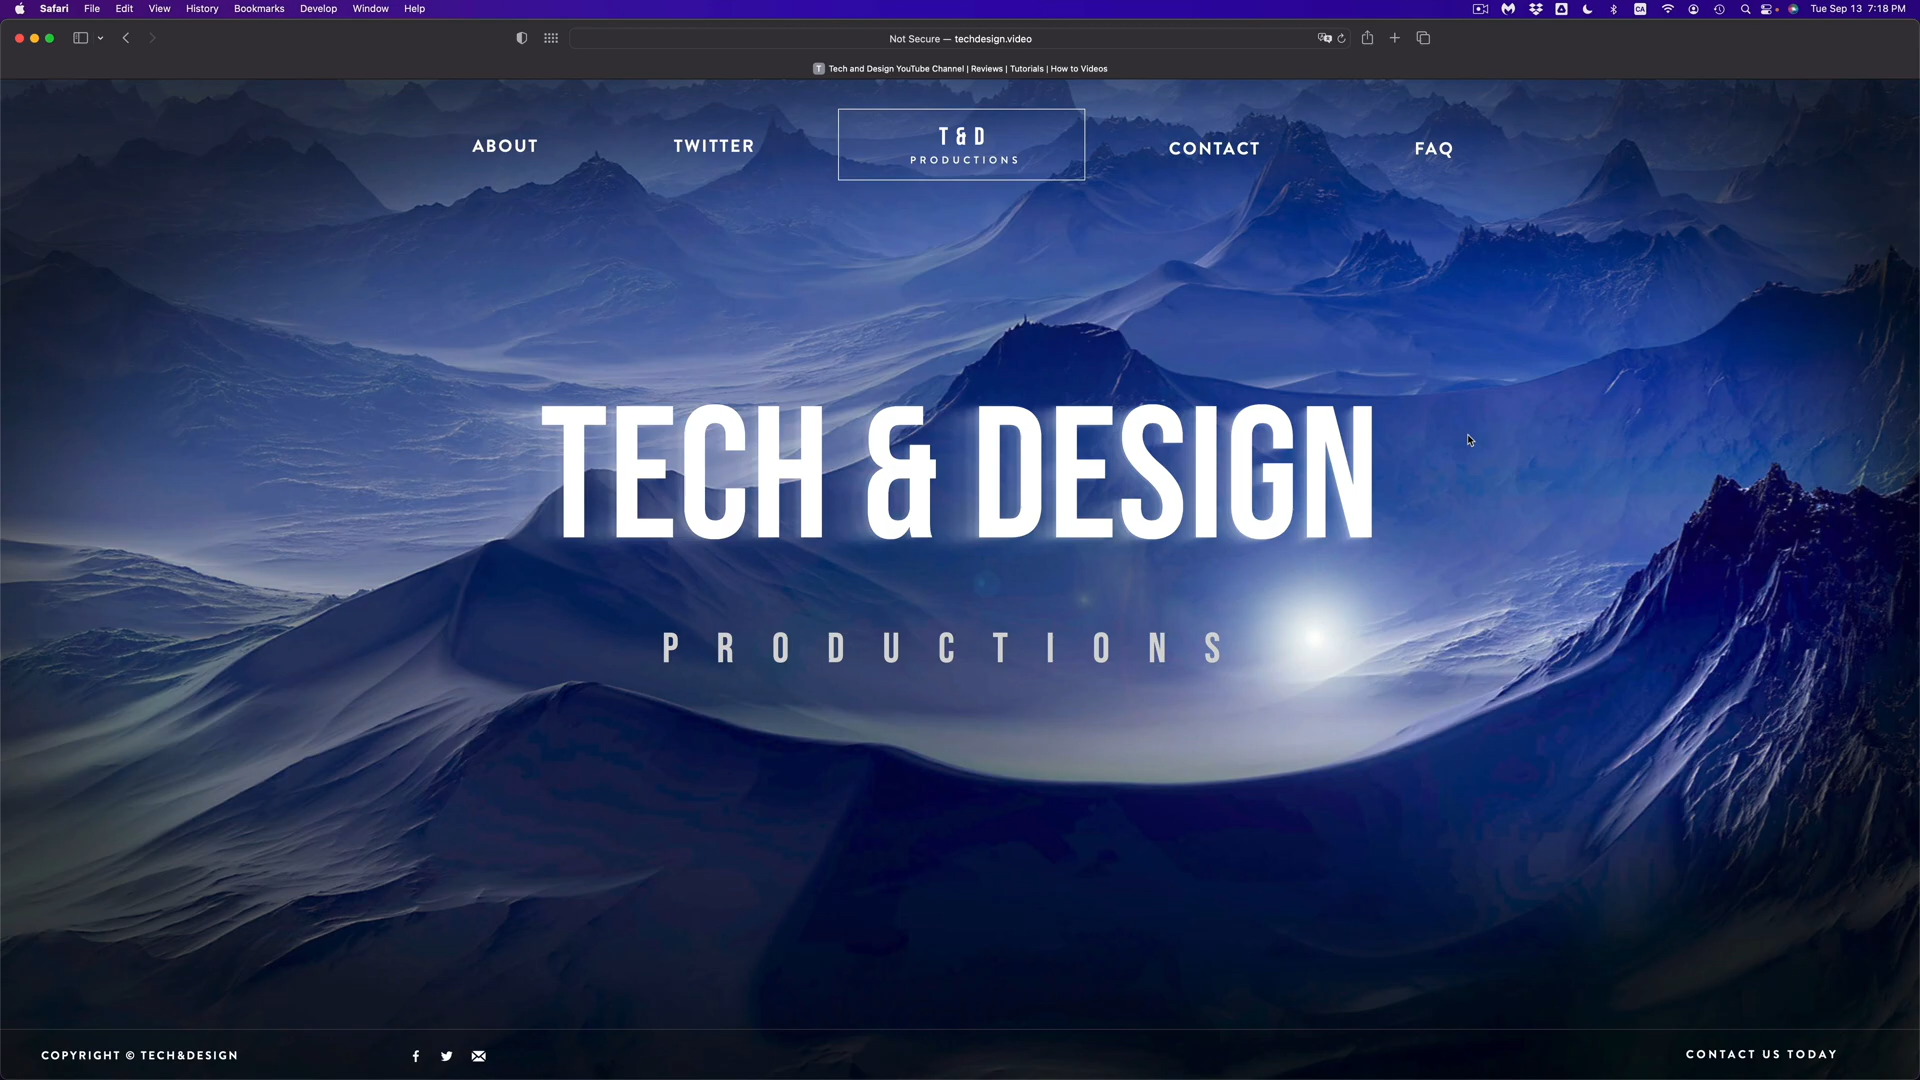 Safari File Edit View History Bookmarks Develop Window Help
CA
Tue Sep 13 7:18 PM
Not Secure — techdesign.video
T Tech and Design YouTube Channel | Reviews | Tutorials | How to Videos
ABOUT
TWITTER
T & D
PRODUCTIONS
CONTACT
FAQ
TECH & DESIGN
PRODUCTIONS
COPYRIGHT © TECH&DESIGN
CONTACT US TODAY